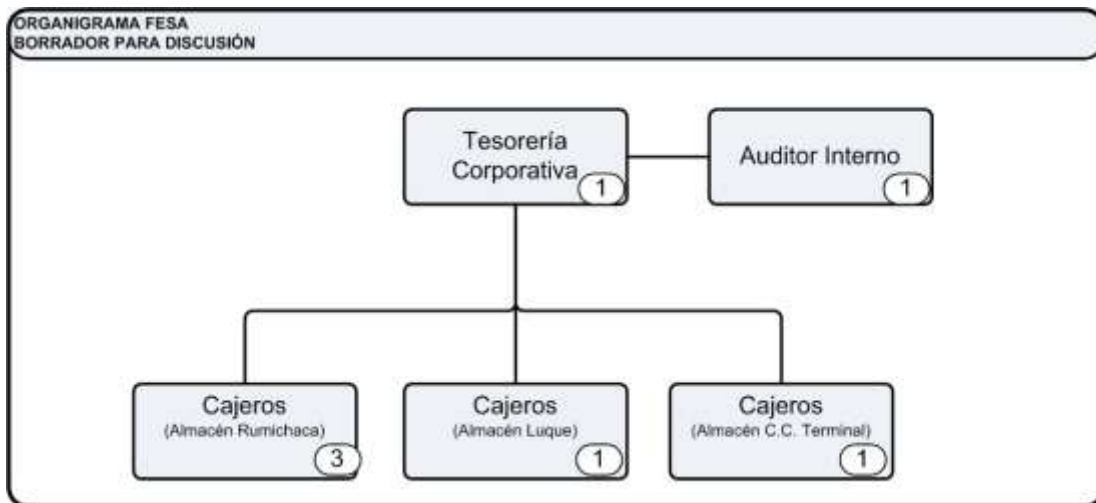 ORGANIGRAMA FESA
BORRADOR PARA DISCUSIÓN
Tesorería
Corporativa
1
Auditor Interno
1
Cajeros
(Almacén Rumichaca)
3
Cajeros
(Almacén Luque)
1
Cajeros
(Almacén C.C. Terminal)
1